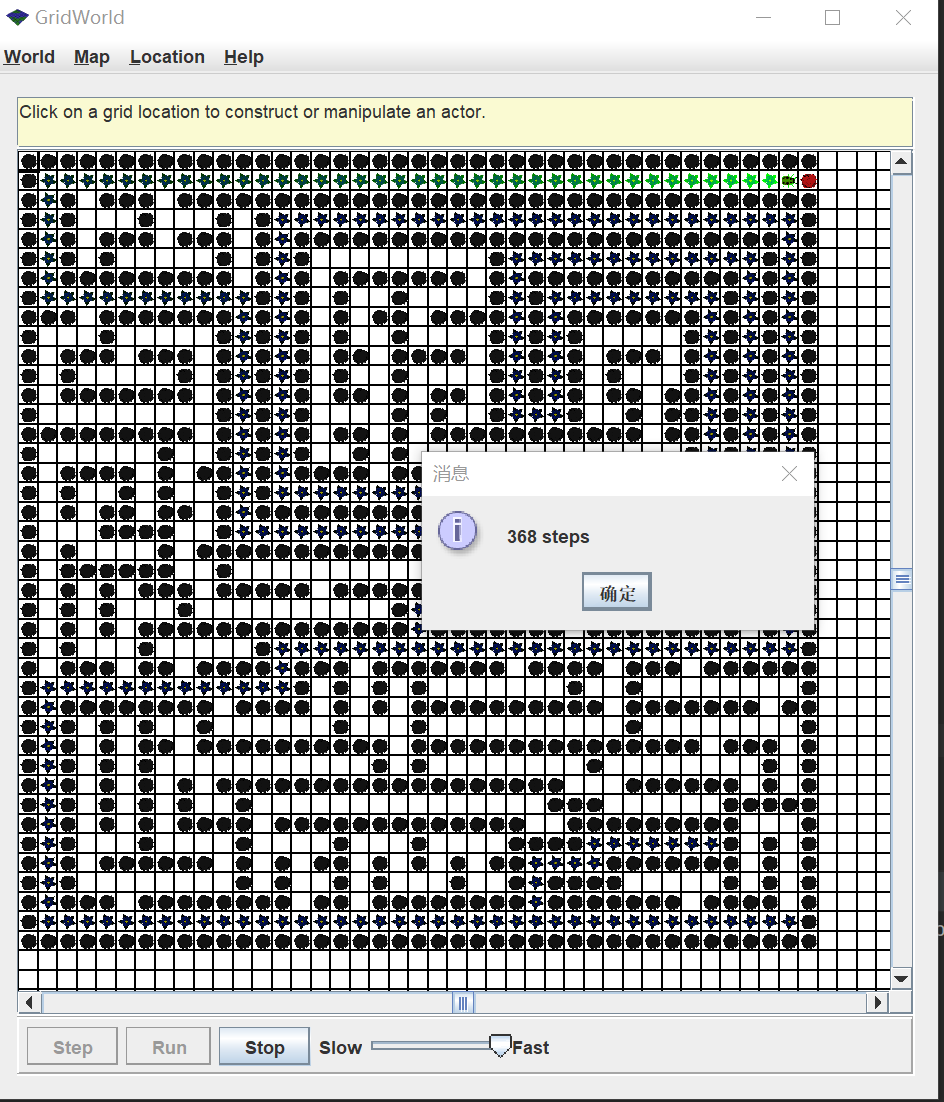 GridWorld
World Map Location Help
Click on a grid location to construct or manipulate an actor.
消息
368 steps
确定
Step Run Stop Slow Fast